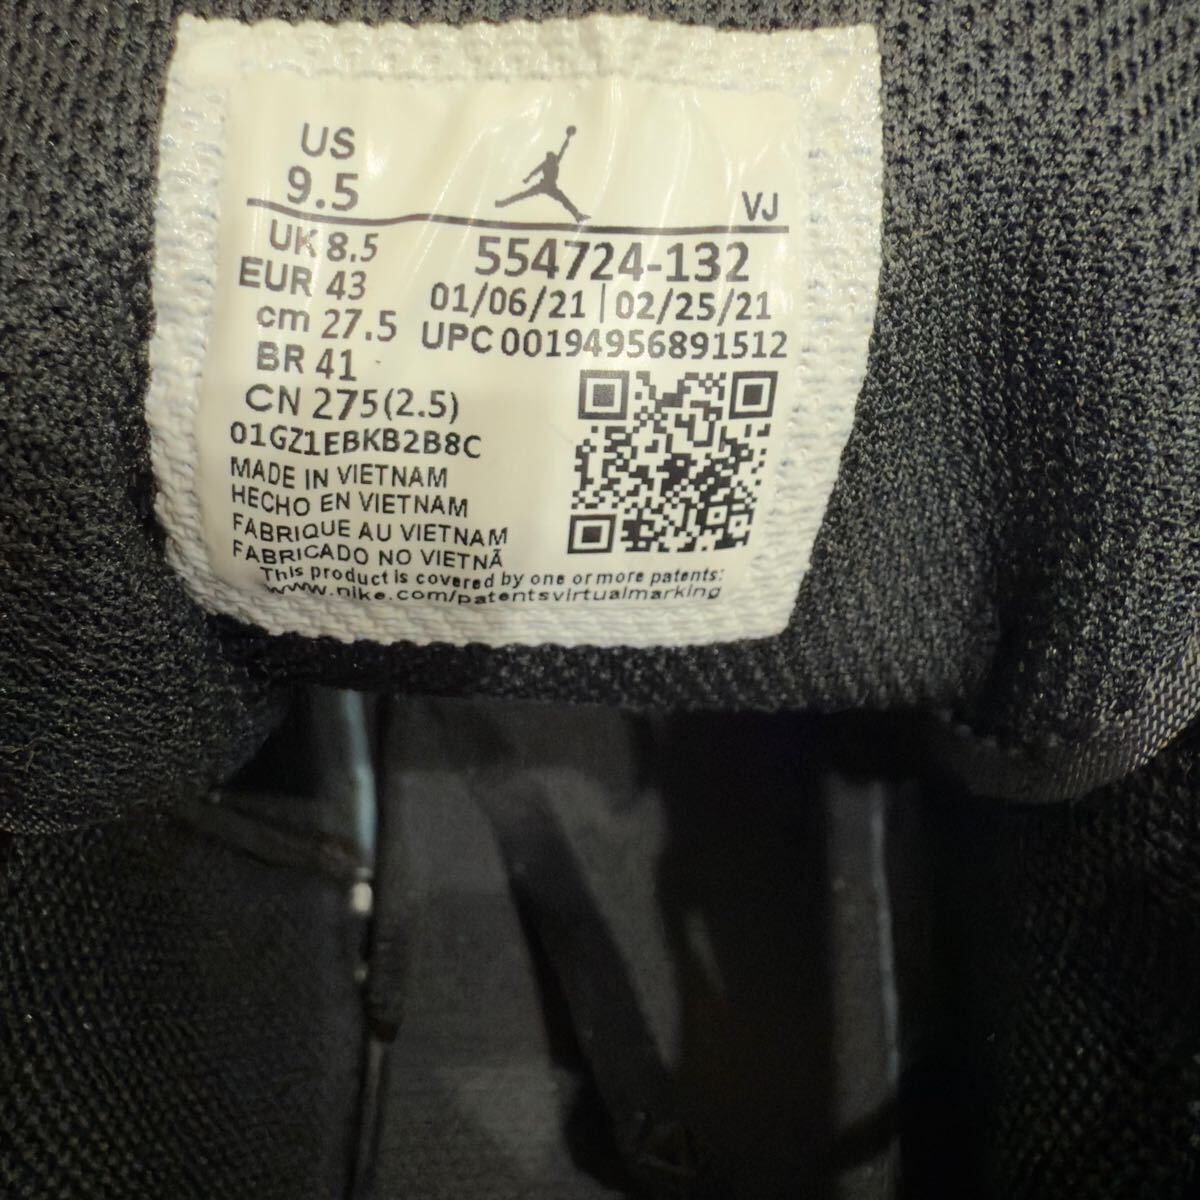 US
9.5
VJ
UK 8.5
EUR 43
cm 27.5
BR 41
CN 275(2.5)
554724-132
01/06/21 | 02/25/21
UPC 00194956891512
01GZ1EBKB2B8C
MADE IN VIETNAM
HECHO EN VIETNAM
FABRIQUE AU VIETNAM
FABRICADO NO VIETNÃ
This product is covered by one or more patents:
www.nike.com/patentsvirtualmarking